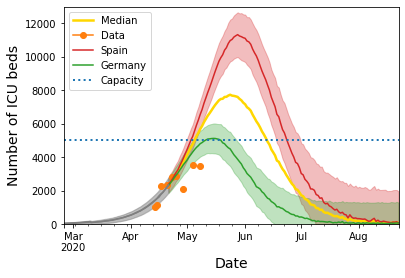 Number of ICU beds
12000
10000
8000
6000
4000
2000
0
Median
Data
Spain
Germany
Capacity
Mar
2020
Apr
May
Jun
Jul
Aug
Date